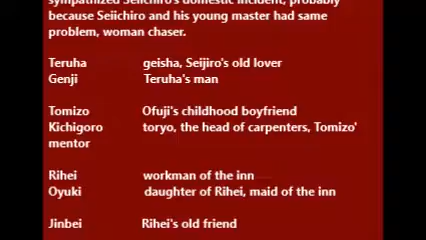 sympathized Seiichiro's domestic incident, probably
because Seiichiro and his young master had same
problem, woman chaser.
Teruha geisha, Seijiro's old lover
Genji Teruha's man
Tomizo Ofuji's childhood boyfriend
Kichigoro toryo, the head of carpenters, Tomizo'
mentor
Rihei workman of the inn
Oyuki daughter of Rihei, maid of the inn
Jinbei Rihei's old friend